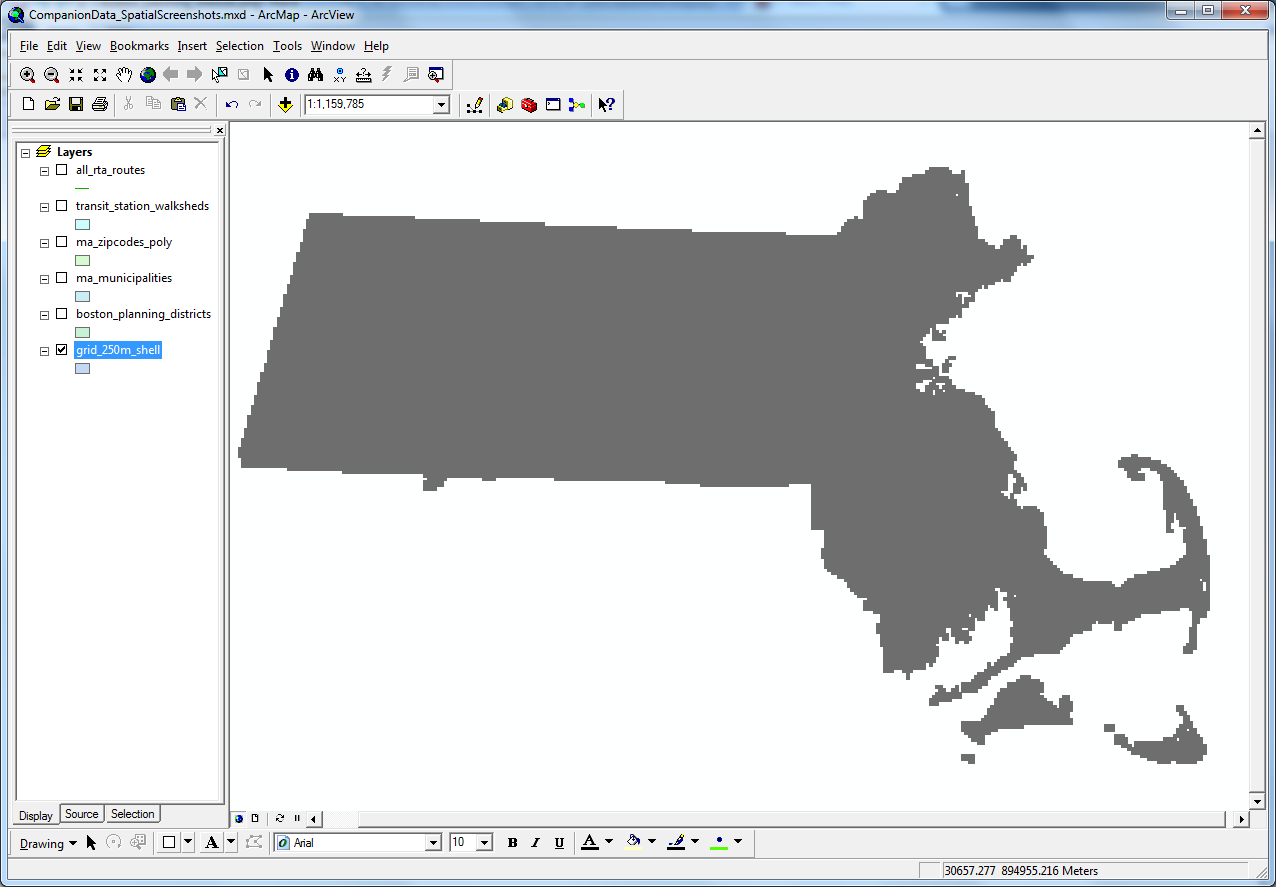 CompanionData_SpatialScreenshots.mxd - ArcMap - ArcView
File Edit View Bookmarks Insert Selection Tools Window Help
1:1,159,785
Layers
all_rta_routes
transit_station_walksheds
ma_zipcodes_poly
ma_municipalities
boston_planning_districts
grid_250m_shell
Display Source Selection
Drawing A Arial 10 B I U A
30657.277 894955.216 Meters